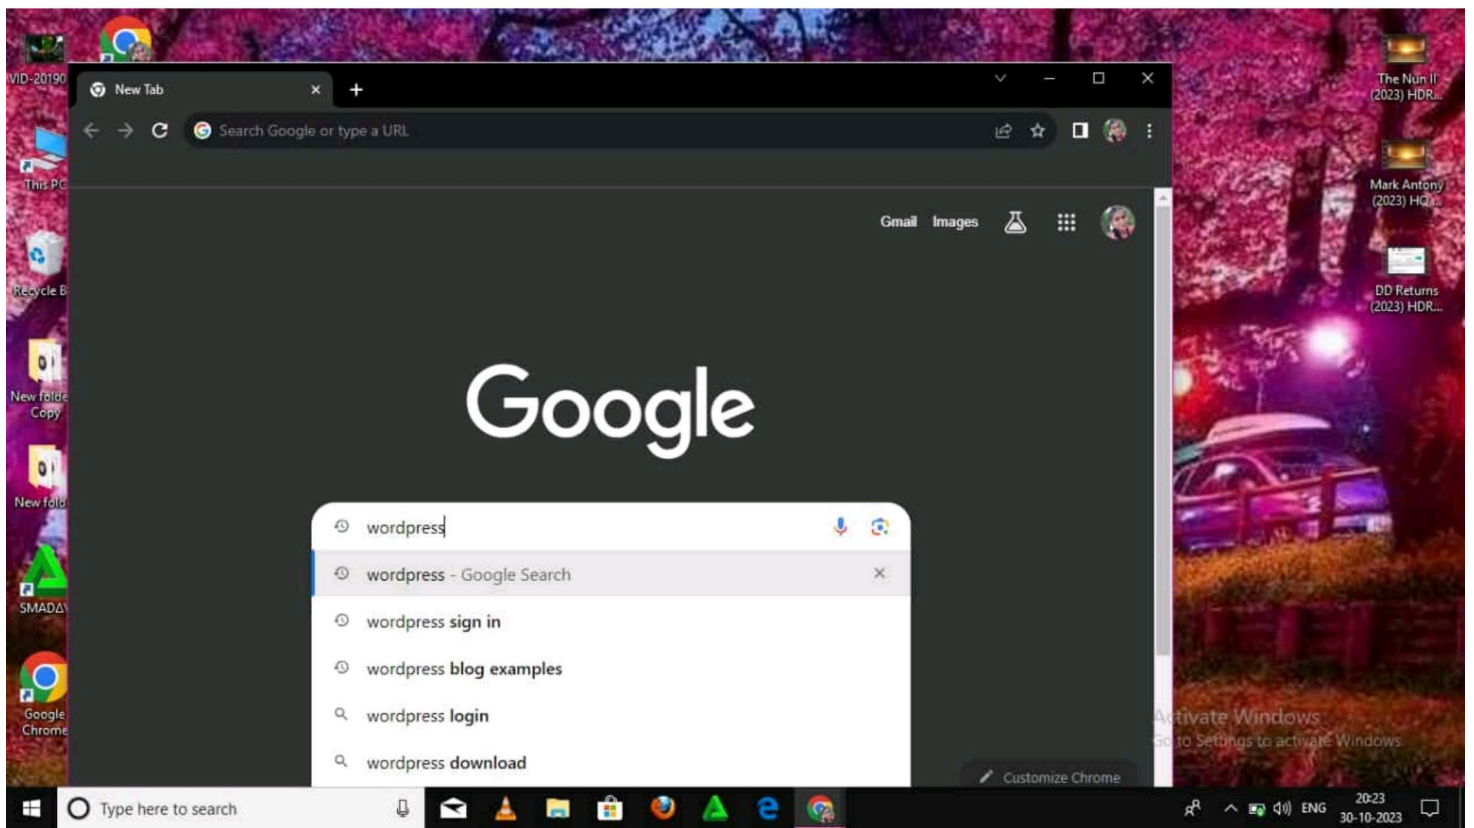 VID-20190
This PC
Recycle B
New folde
Copy
New fold
SMADΔV
Google
Chrome
New Tab
Search Google or type a URL
Gmail Images
Google
wordpress
wordpress - Google Search
wordpress sign in
wordpress blog examples
wordpress login
wordpress download
Customize Chrome
The Nun II
(2023) HDR...
Mark Antony
(2023) HQ ...
DD Returns
(2023) HDR...
Activate Windows
Go to Settings to activate Windows.
Type here to search
ENG
20:23
30-10-2023